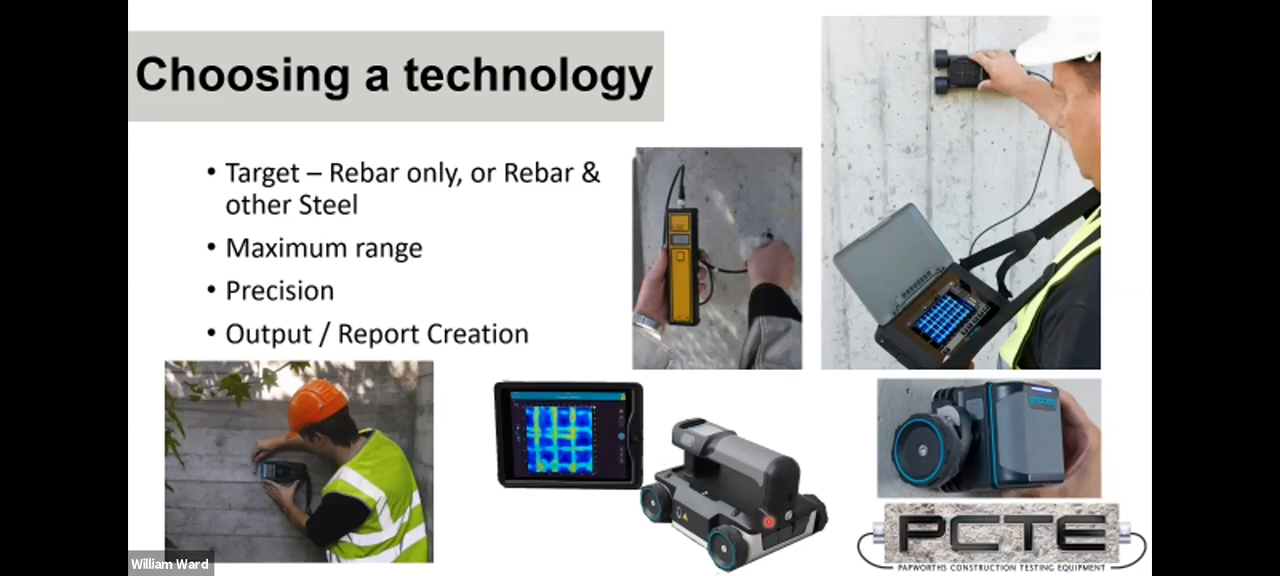 Choosing a technology
• Target – Rebar only, or Rebar &
other Steel
• Maximum range
• Precision
• Output / Report Creation
PCTE
PAPWORTHS CONSTRUCTION TESTING EQUIPMENT
William Ward